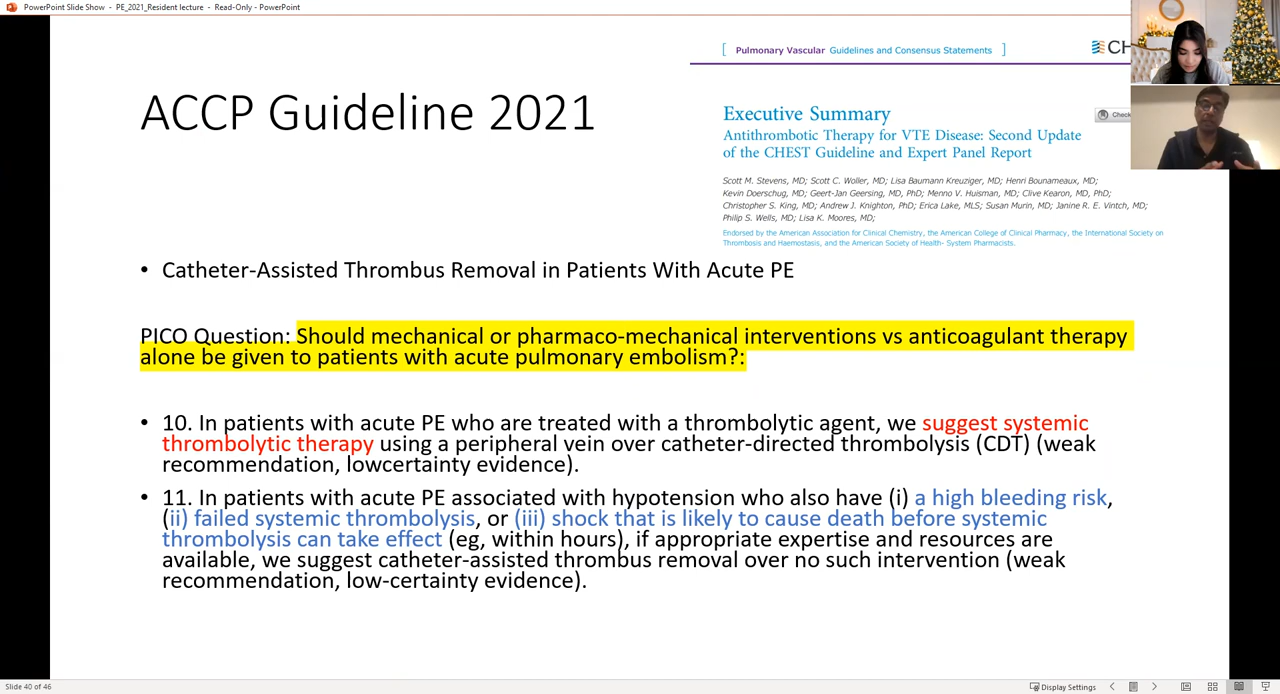 PowerPoint Slide Show - PE_2021_Resident lecture - Read-Only - PowerPoint
[ Pulmonary Vascular Guidelines and Consensus Statements ]
CH
ACCP Guideline 2021
Executive Summary
Check
Antithrombotic Therapy for VTE Disease: Second Update
of the CHEST Guideline and Expert Panel Report
Scott M. Stevens, MD; Scott C. Woller, MD; Lisa Baumann Kreuziger, MD; Henri Bounameaux, MD;
Kevin Doerschug, MD; Geert-Jan Geersing, MD, PhD; Menno V. Huisman, MD; Clive Kearon, MD, PhD;
Christopher S. King, MD; Andrew J. Knighton, PhD; Erica Lake, MLS; Susan Murin, MD; Janine R. E. Vintch, MD;
Philip S. Wells, MD; Lisa K. Moores, MD;
Endorsed by the American Association for Clinical Chemistry, the American College of Clinical Pharmacy, the International Society on
Thrombosis and Haemostasis, and the American Society of Health- System Pharmacists.
• Catheter-Assisted Thrombus Removal in Patients With Acute PE
PICO Question: Should mechanical or pharmaco-mechanical interventions vs anticoagulant therapy
alone be given to patients with acute pulmonary embolism?:
• 10. In patients with acute PE who are treated with a thrombolytic agent, we suggest systemic
thrombolytic therapy using a peripheral vein over catheter-directed thrombolysis (CDT) (weak
recommendation, lowcertainty evidence).
• 11. In patients with acute PE associated with hypotension who also have (i) a high bleeding risk,
(ii) failed systemic thrombolysis, or (iii) shock that is likely to cause death before systemic
thrombolysis can take effect (eg, within hours), if appropriate expertise and resources are
available, we suggest catheter-assisted thrombus removal over no such intervention (weak
recommendation, low-certainty evidence).
Slide 40 of 46
Display Settings